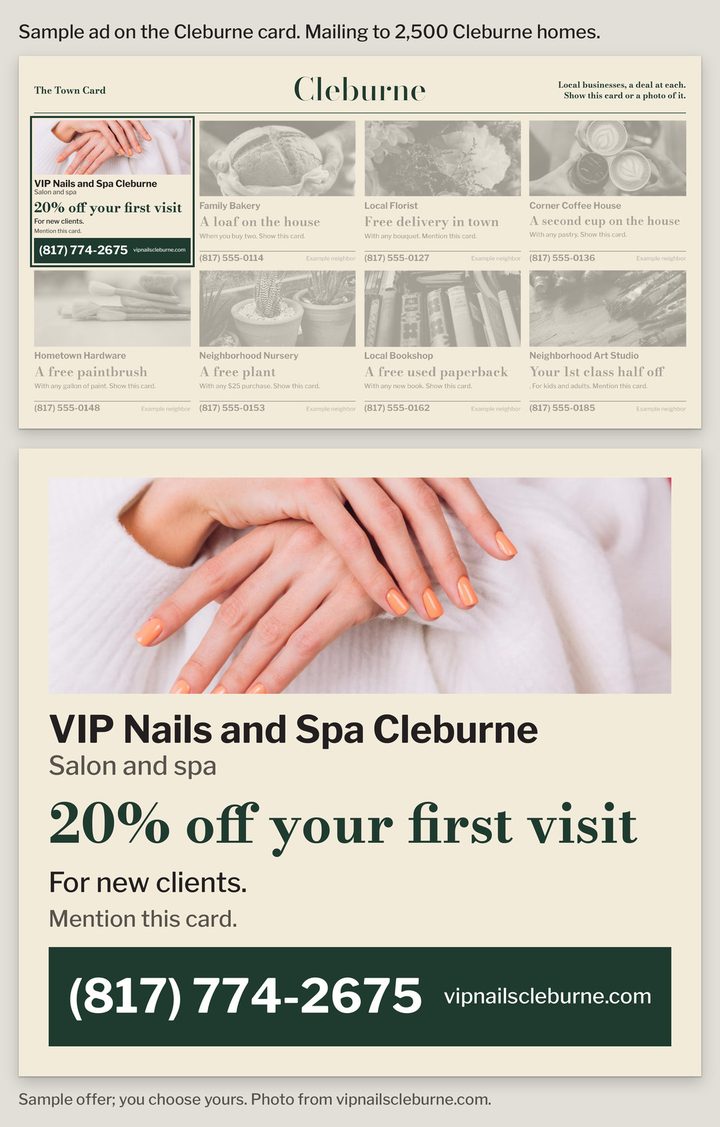 Sample ad on the Cleburne card. Mailing to 2,500 Cleburne homes.
The Town Card
Cleburne
Local businesses, a deal at each.
Show this card or a photo of it.
VIP Nails and Spa Cleburne
Salon and spa
20% off your first visit
For new clients.
Mention this card.
(817) 774-2675 vipnailscleburne.com
Family Bakery
A loaf on the house
When you buy two. Show this card.
(817) 555-0114 Example neighbor
Local Florist
Free delivery in town
With any bouquet. Mention this card.
(817) 555-0127 Example neighbor
Corner Coffee House
A second cup on the house
With any pastry. Show this card.
(817) 555-0136 Example neighbor
Hometown Hardware
A free paintbrush
With any gallon of paint. Show this card.
(817) 555-0148 Example neighbor
Neighborhood Nursery
A free plant
With any $25 purchase. Show this card.
(817) 555-0153 Example neighbor
Local Bookshop
A free used paperback
With any new book. Show this card.
(817) 555-0162 Example neighbor
Neighborhood Art Studio
Your 1st class half off
For kids and adults. Mention this card.
(817) 555-0185 Example neighbor
VIP Nails and Spa Cleburne
Salon and spa
20% off your first visit
For new clients.
Mention this card.
(817) 774-2675 vipnailscleburne.com
Sample offer; you choose yours. Photo from vipnailscleburne.com.